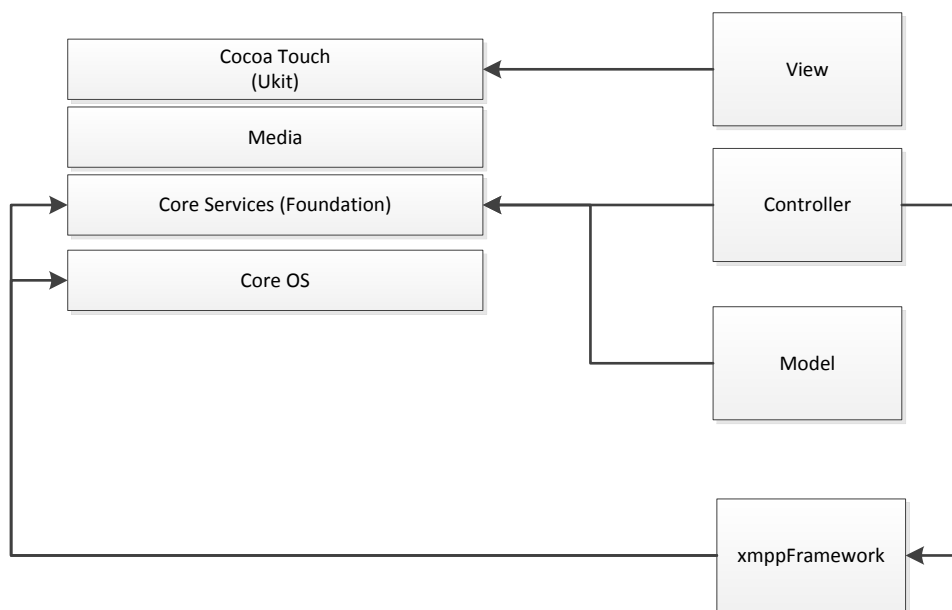 Cocoa Touch
(Ukit)
View
Media
Core Services (Foundation)
Controller
Core OS
Model
xmppFramework